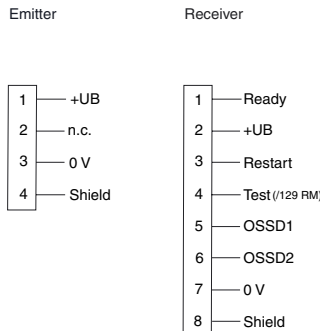 Emitter
1 +UB
2 n.c.
3 0 V
4 Shield
Receiver
1 Ready
2 +UB
3 Restart
4 Test (/129 RM)
5 OSSD1
6 OSSD2
7 0 V
8 Shield